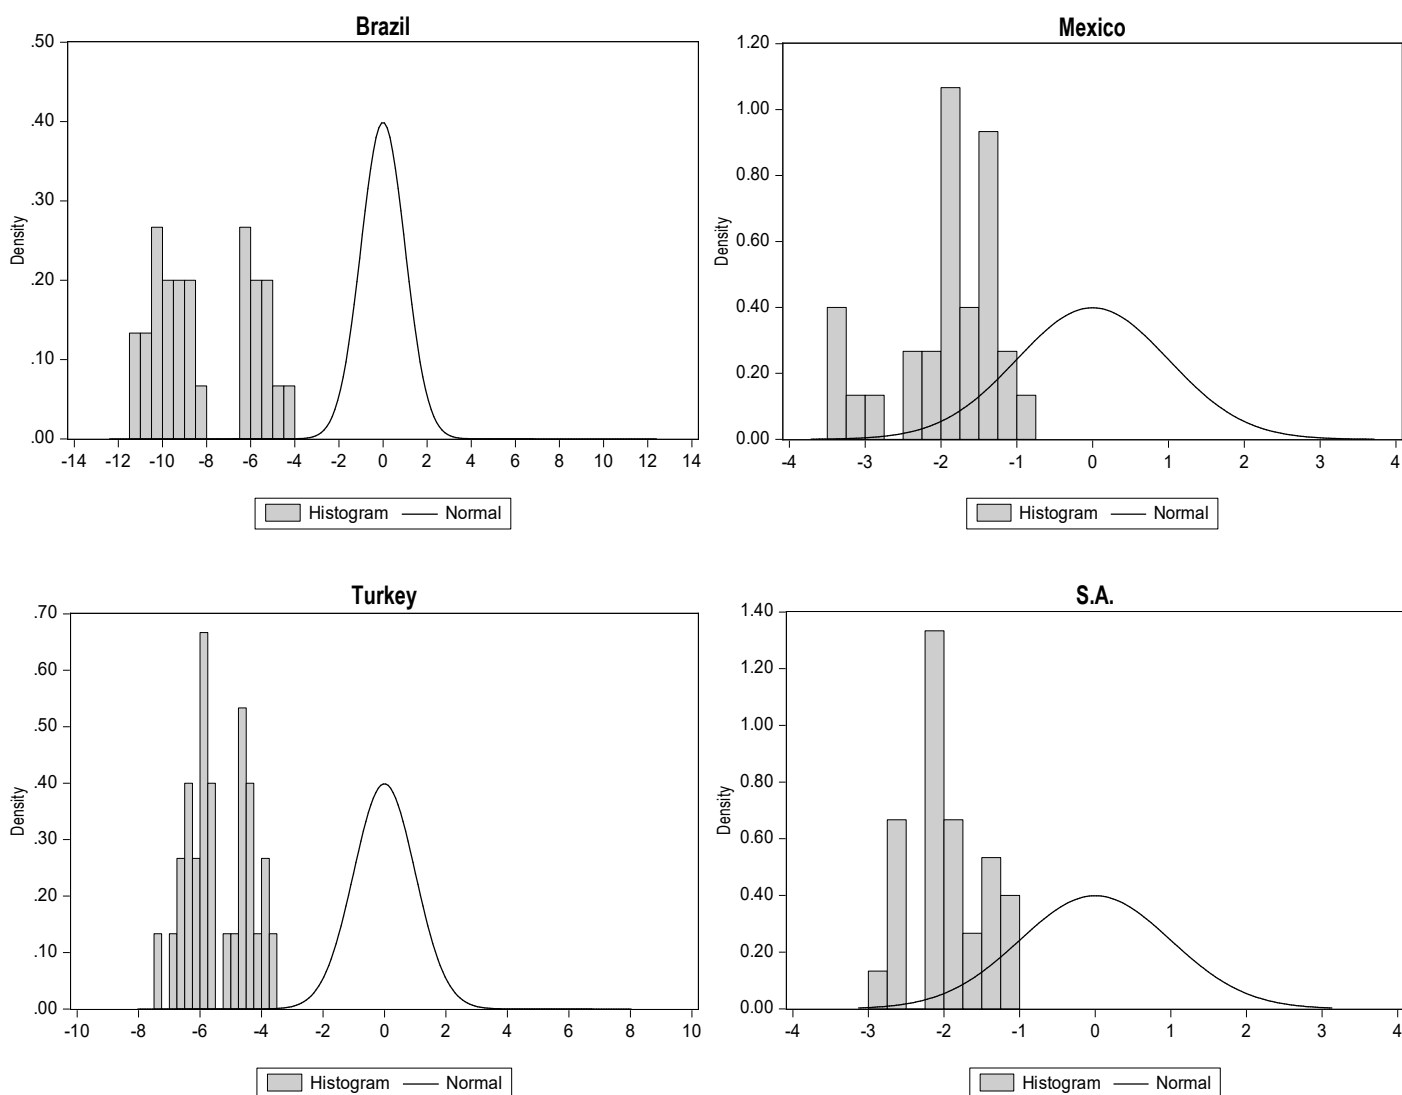 Brazil
.50
.40
.30
.20
.10
.00
Density
-14 -12 -10 -8 -6 -4 -2 0 2 4 6 8 10 12 14
Histogram Normal
Mexico
1.20
1.00
0.80
0.60
0.40
0.20
0.00
Density
-4 -3 -2 -1 0 1 2 3 4
Histogram Normal
Turkey
.70
.60
.50
.40
.30
.20
.10
.00
Density
-10 -8 -6 -4 -2 0 2 4 6 8 10
Histogram Normal
S.A.
1.40
1.20
1.00
0.80
0.60
0.40
0.20
0.00
Density
-4 -3 -2 -1 0 1 2 3 4
Histogram Normal